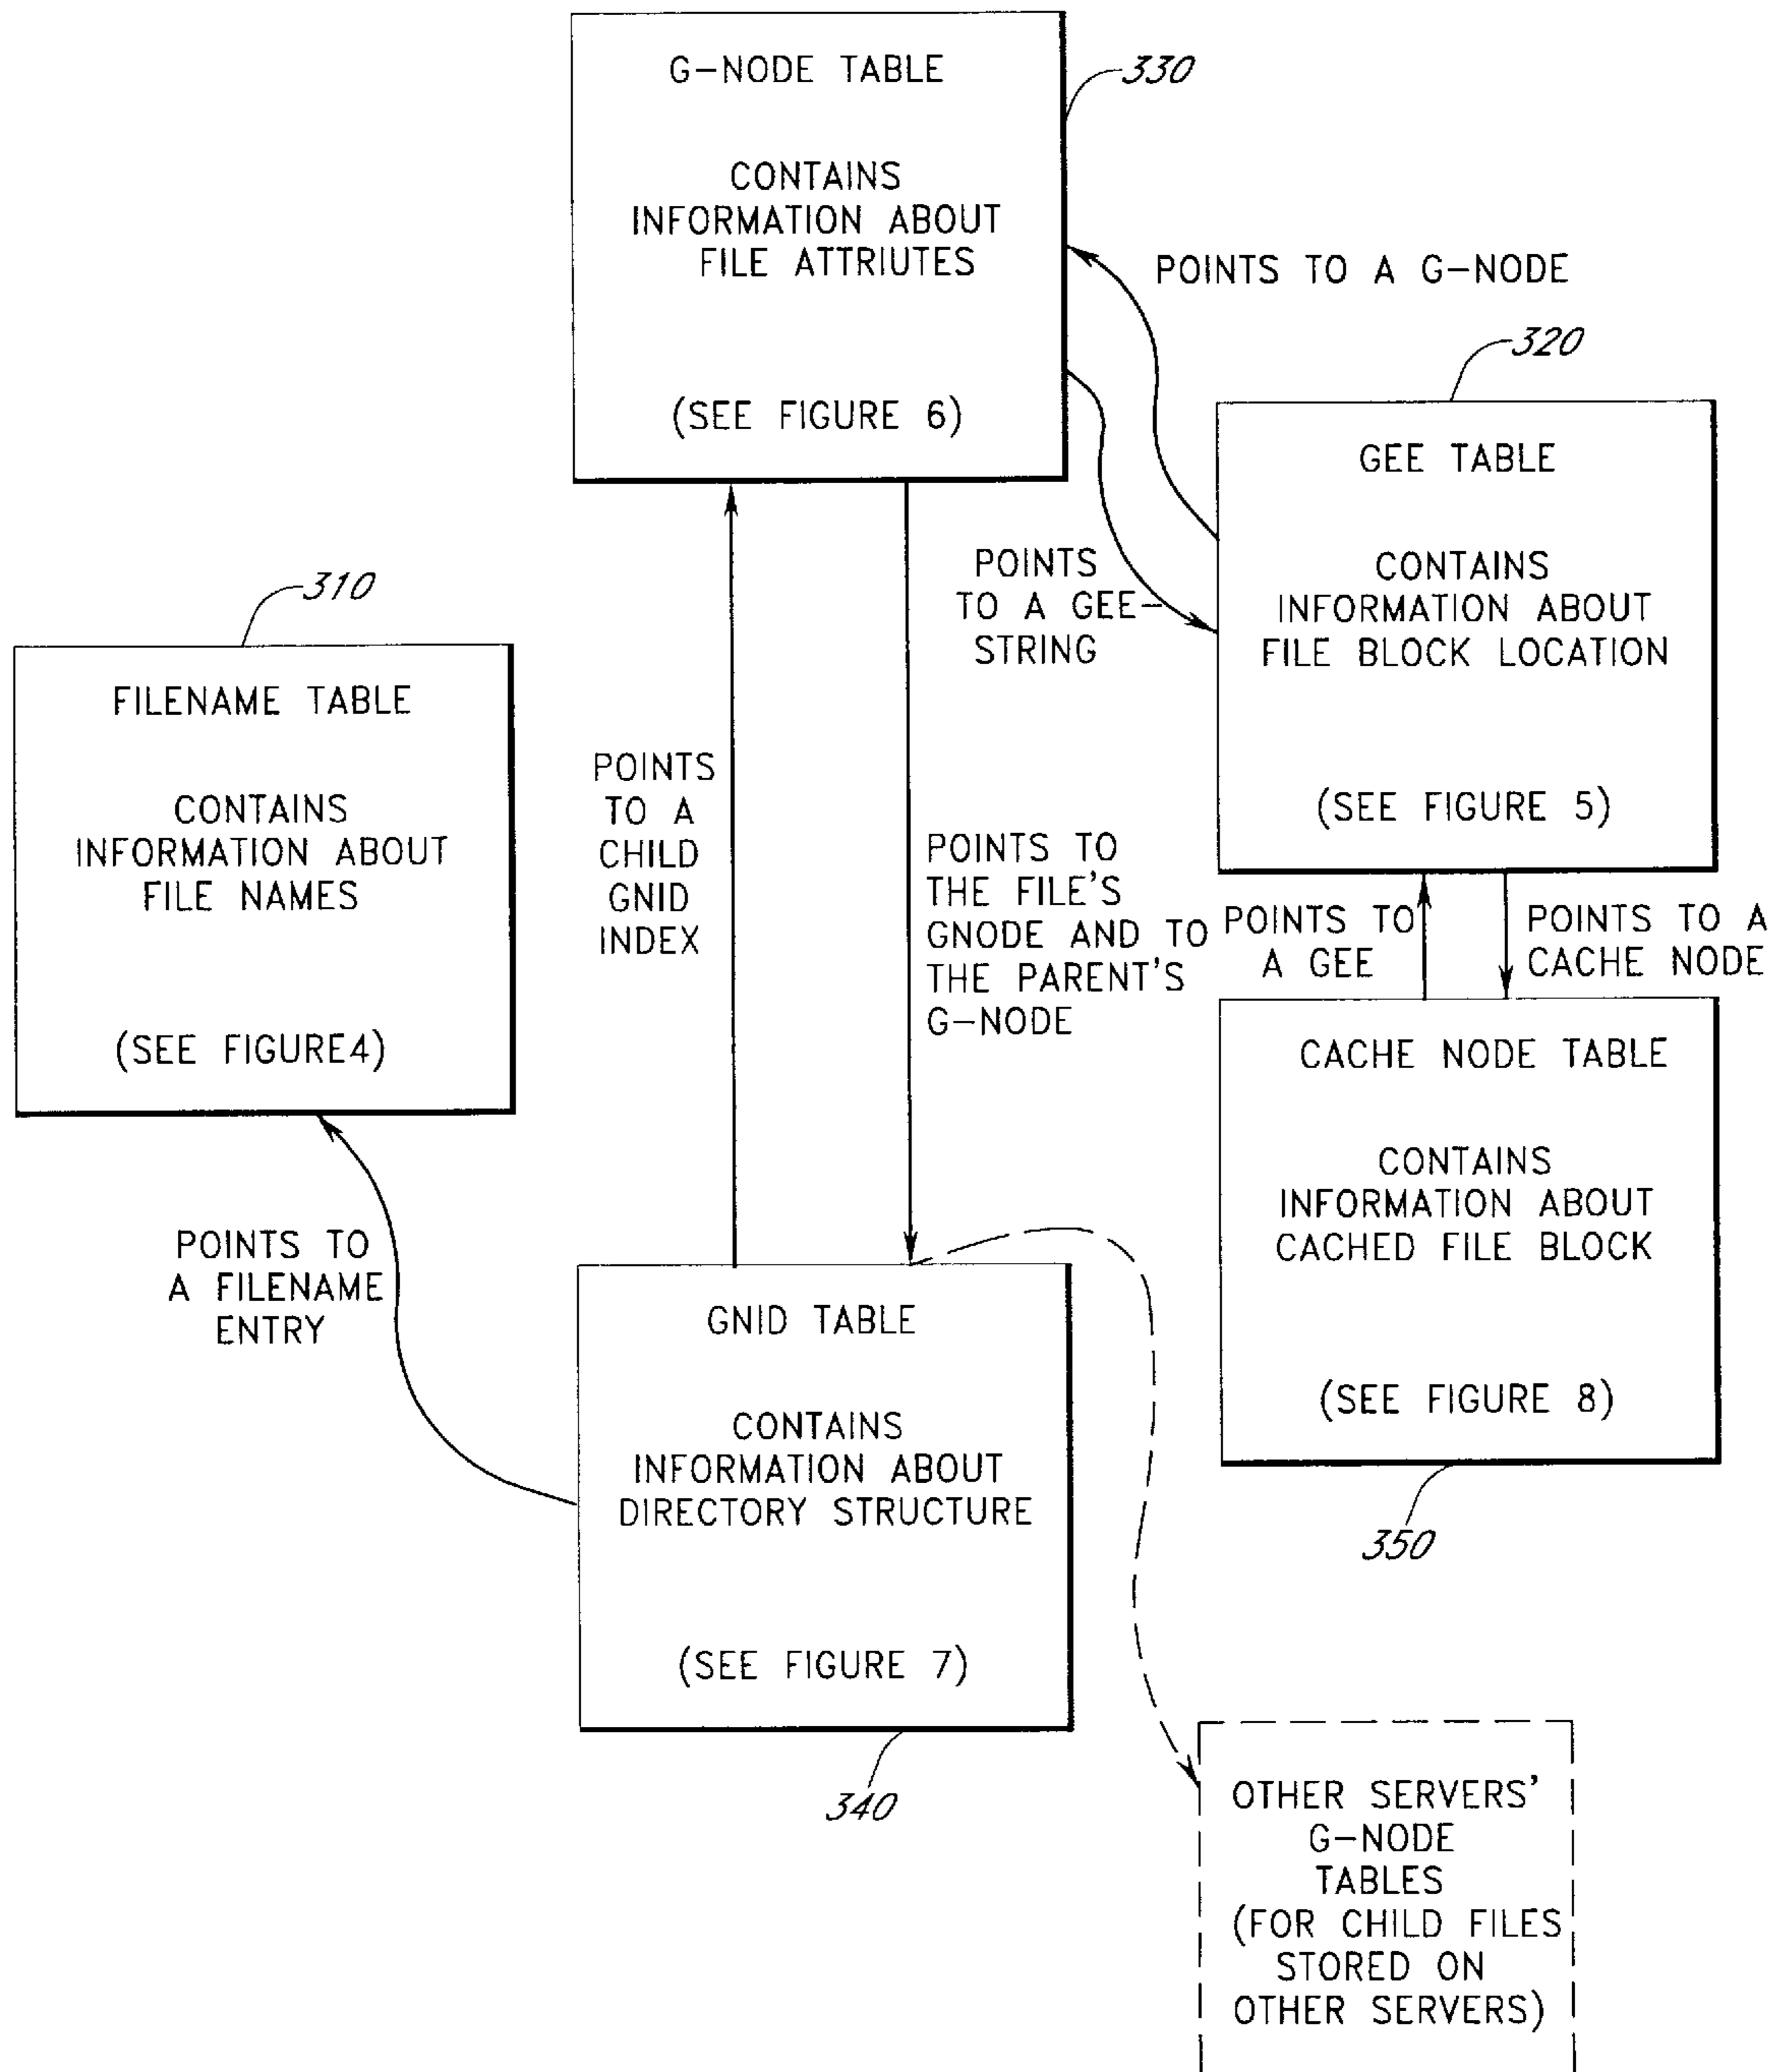 G-NODE TABLE
CONTAINS
INFORMATION ABOUT
FILE ATTRIUTES
(SEE FIGURE 6)
330
POINTS TO A G-NODE
320
GEE TABLE
CONTAINS
INFORMATION ABOUT
FILE BLOCK LOCATION
(SEE FIGURE 5)
POINTS
TO A GEE-
STRING
310
FILENAME TABLE
CONTAINS
INFORMATION ABOUT
FILE NAMES
(SEE FIGURE4)
POINTS
TO A
CHILD
GNID
INDEX
POINTS TO
THE FILE'S
GNODE AND TO
THE PARENT'S
G-NODE
POINTS TO
A GEE
POINTS TO A
CACHE NODE
CACHE NODE TABLE
CONTAINS
INFORMATION ABOUT
CACHED FILE BLOCK
(SEE FIGURE 8)
350
POINTS TO
A FILENAME
ENTRY
GNID TABLE
CONTAINS
INFORMATION ABOUT
DIRECTORY STRUCTURE
(SEE FIGURE 7)
340
OTHER SERVERS'
G-NODE
TABLES
(FOR CHILD FILES
STORED ON
OTHER SERVERS)